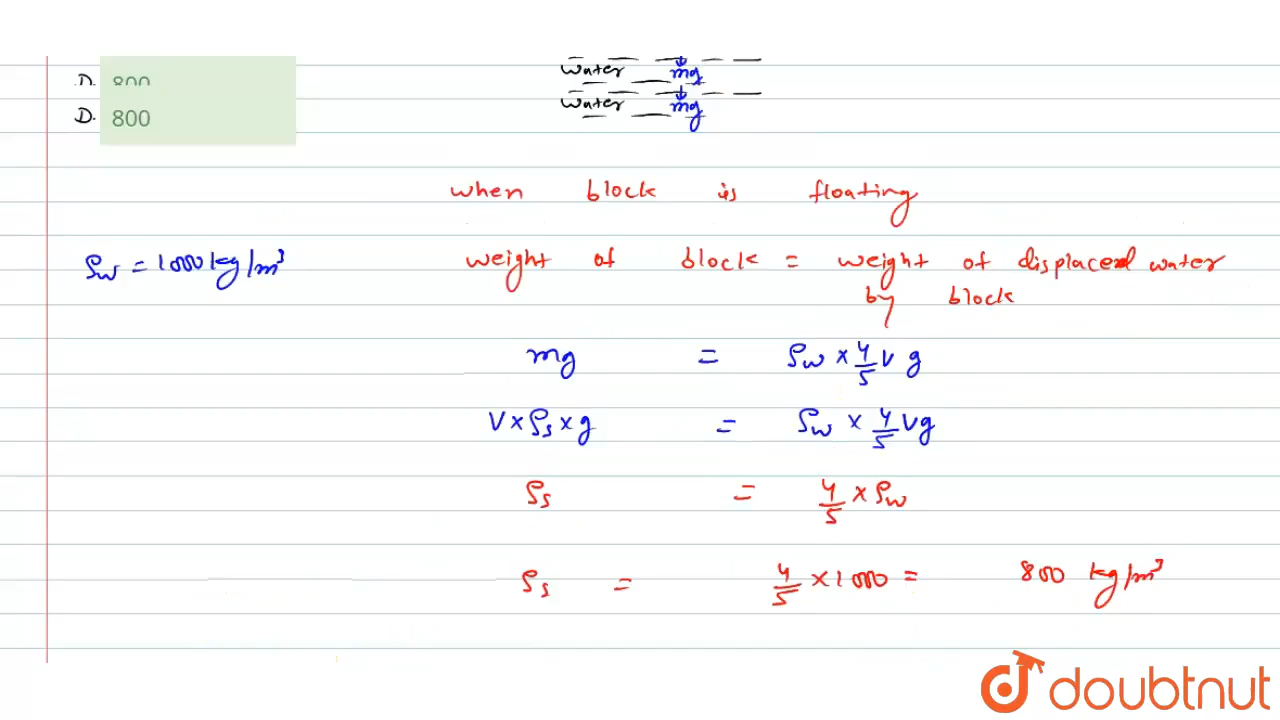 D. 800
water mg
D. 800
water mg
when block is floating
ρw = 1000 kg/m³
weight of block = weight of displaced water
by block
mg = ρw × 4/5 V g
V × ρs × g = ρw × 4/5 Vg
ρs = 4/5 × ρw
ρs = 4/5 × 1000 = 800 kg/m³
doubtnut